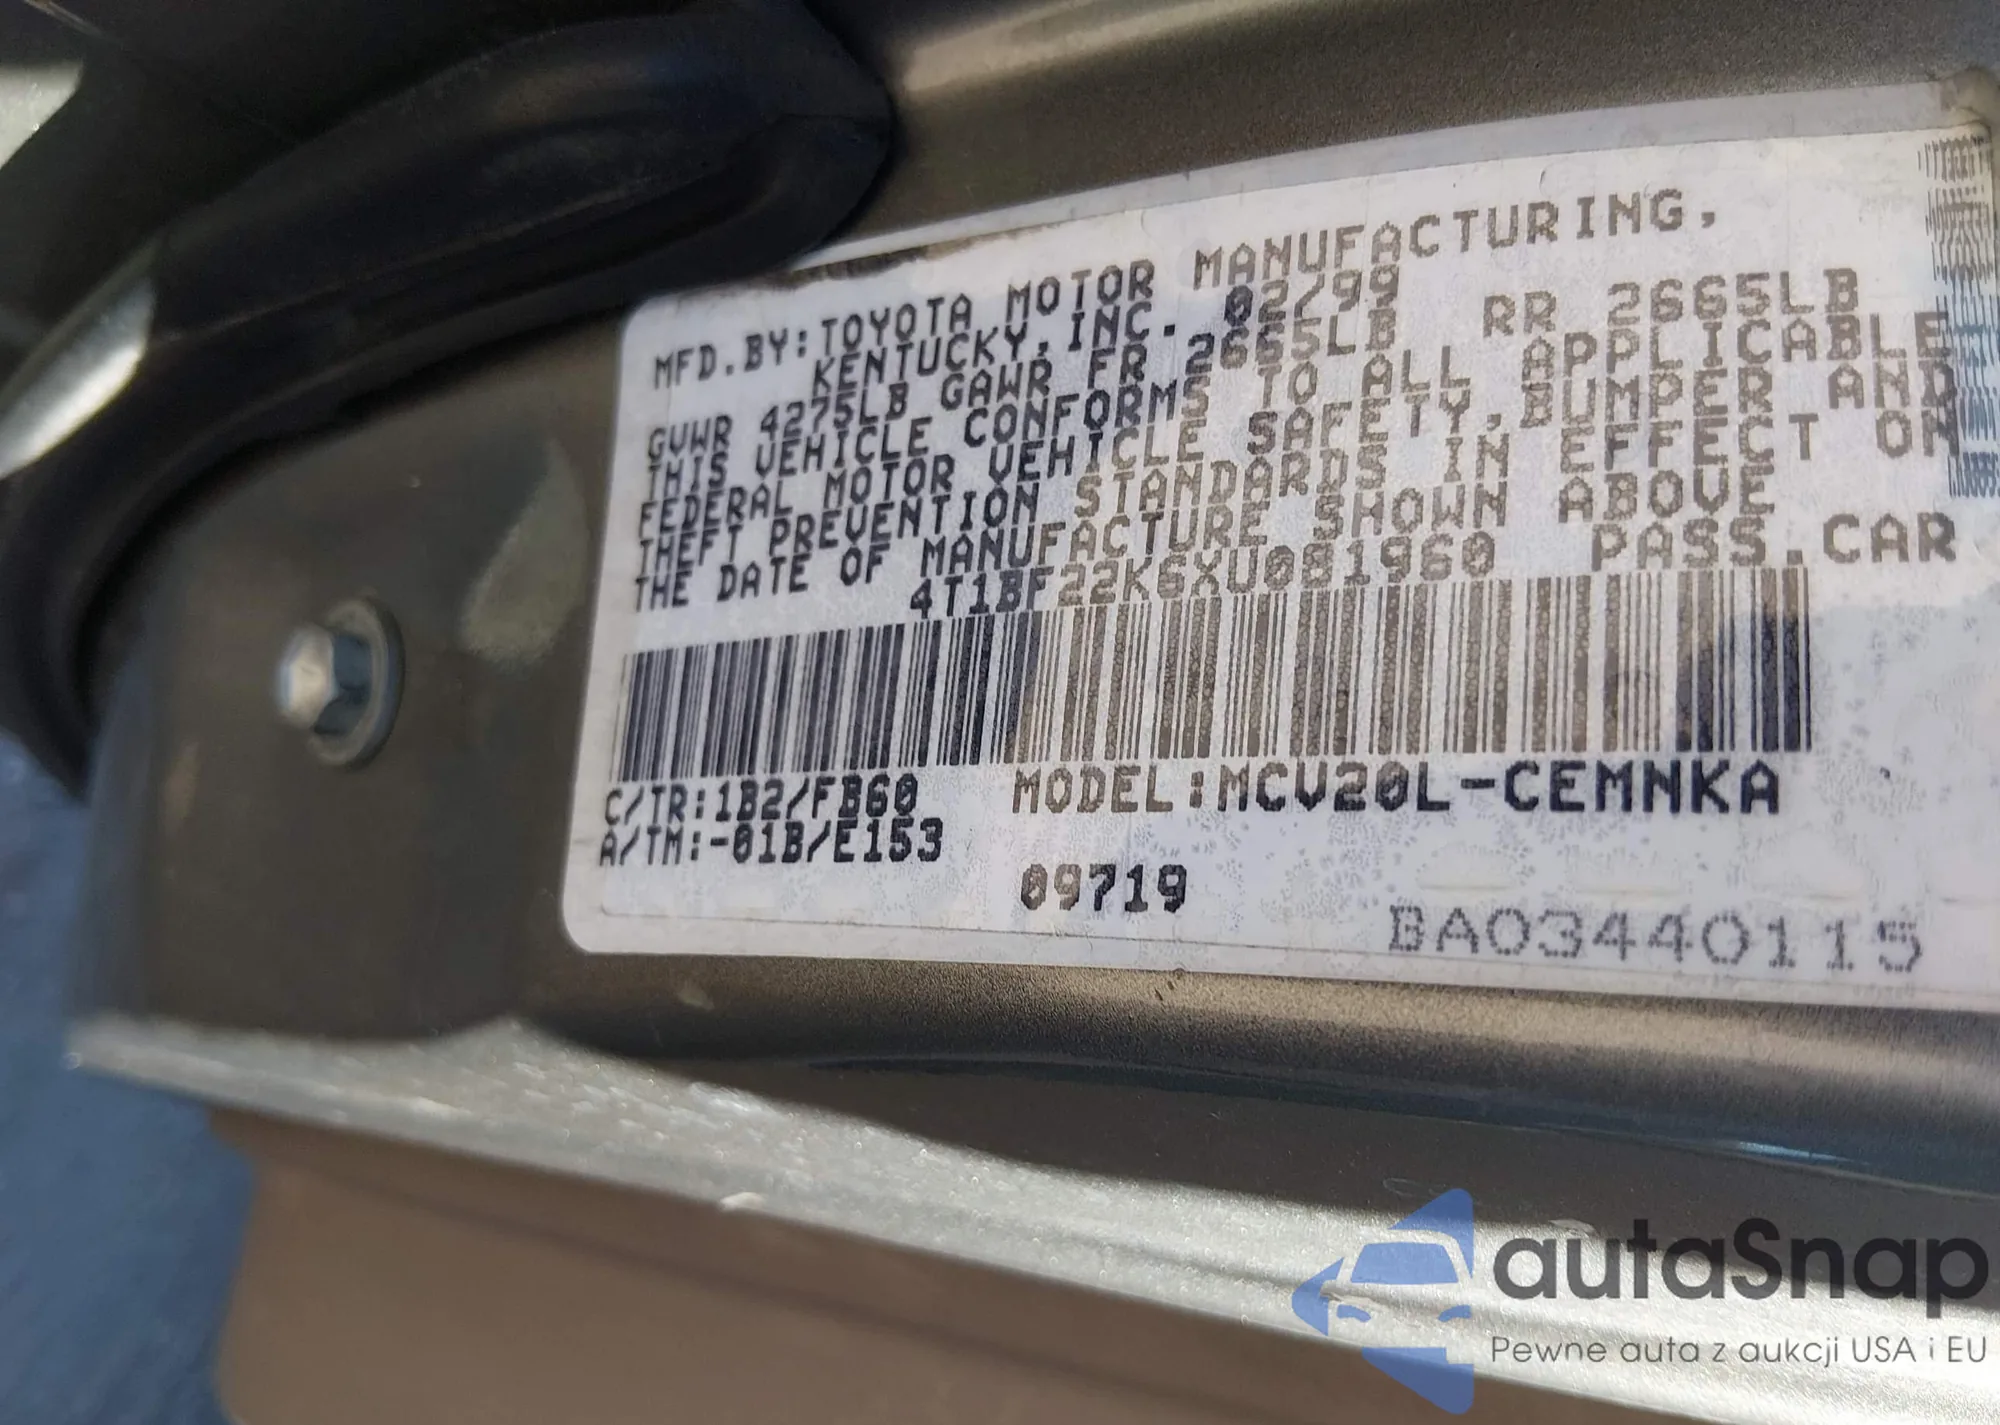 MFD.BY:TOYOTA MOTOR MANUFACTURING,
KENTUCKY,INC. 02/99
GVWR 4275LB GAWR FR 2665LB RR 2665LB
THIS VEHICLE CONFORMS TO ALL APPLICABLE
FEDERAL MOTOR VEHICLE SAFETY,BUMPER AND
THEFT PREVENTION STANDARDS IN EFFECT ON
THE DATE OF MANUFACTURE SHOWN ABOVE
4T1BF22K6XU081960 PASS.CAR
C/TR:1B2/FB60 MODEL:MCV20L-CEMNKA
A/TM:-01B/E153
09719
BA03440115
autaSnap
Pewne auta z aukcji USA i EU